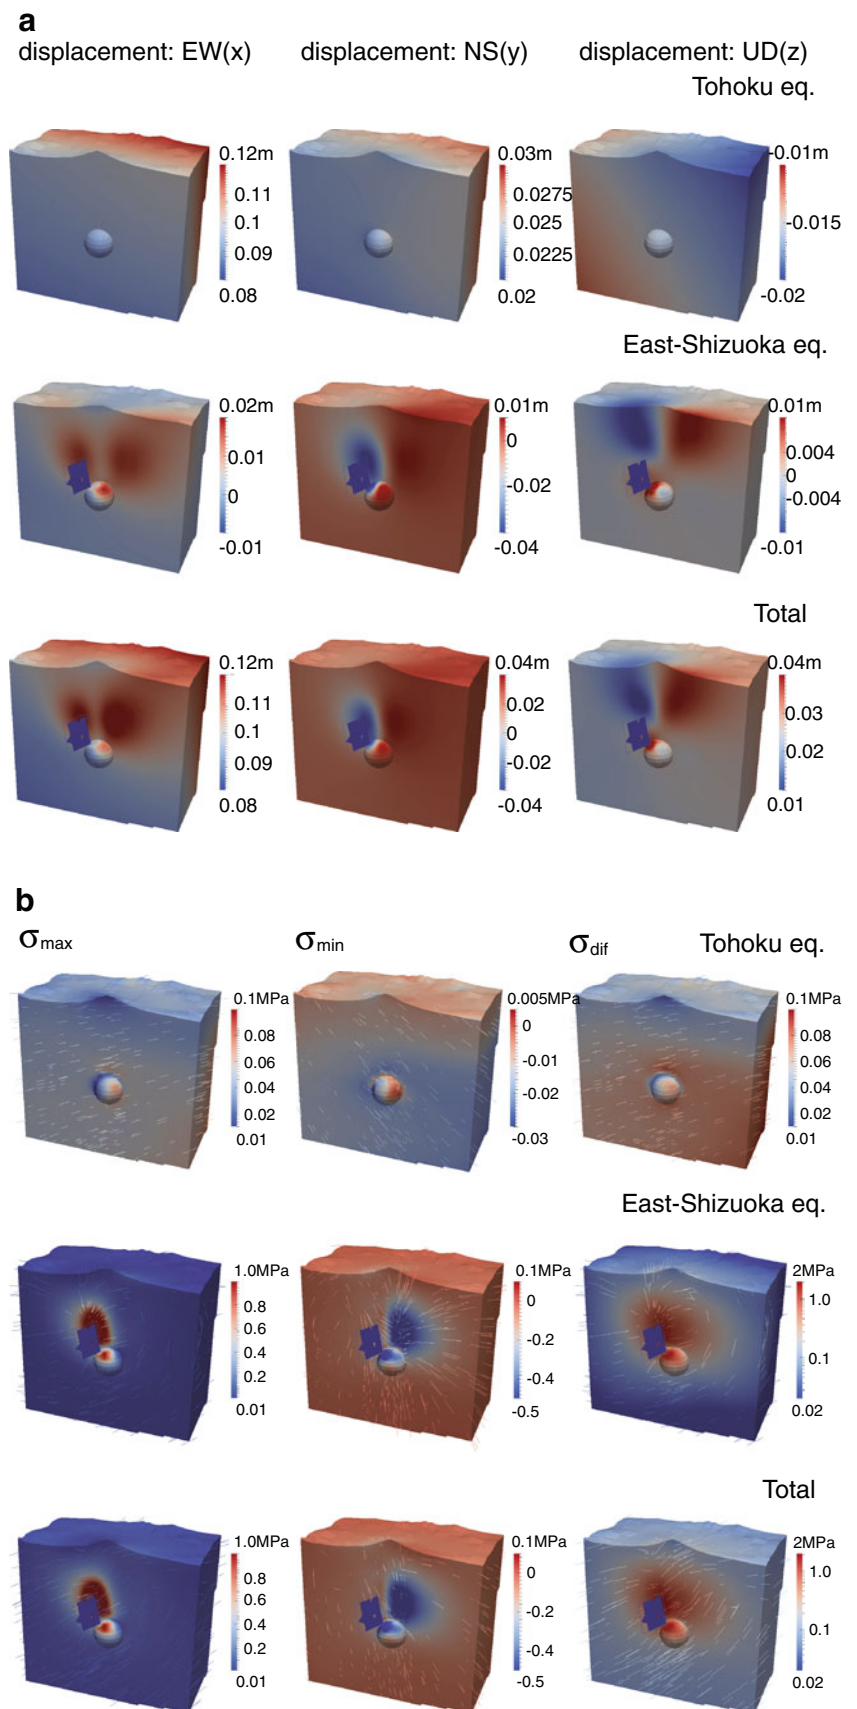 a
displacement: EW(x) displacement: NS(y) displacement: UD(z)
Tohoku eq.
0.12m 0.03m -0.01m
0.11 0.0275
0.1 0.025 -0.015
0.09 0.0225
0.08 0.02 -0.02
East-Shizuoka eq.
0.02m 0.01m 0.01m
0.01 0 0.004
0 -0.02 0
-0.004
-0.01 -0.04 -0.01
Total
0.12m 0.04m 0.04m
0.11 0.02 0.03
0.1 0 0.02
0.09 -0.02
0.08 -0.04 0.01
b
σmax σmin σdif Tohoku eq.
0.1MPa 0.005MPa 0.1MPa
0.08 0 0.08
0.06 -0.01 0.06
0.04 -0.02 0.04
0.02 0.02
0.01 -0.03 0.01
East-Shizuoka eq.
1.0MPa 0.1MPa 2MPa
0.8 0 1.0
0.6 -0.2
0.4 0.1
0.2 -0.4
0.01 -0.5 0.02
Total
1.0MPa 0.1MPa 2MPa
0.8 0 1.0
0.6 -0.2
0.4 0.1
0.2 -0.4
0.01 -0.5 0.02